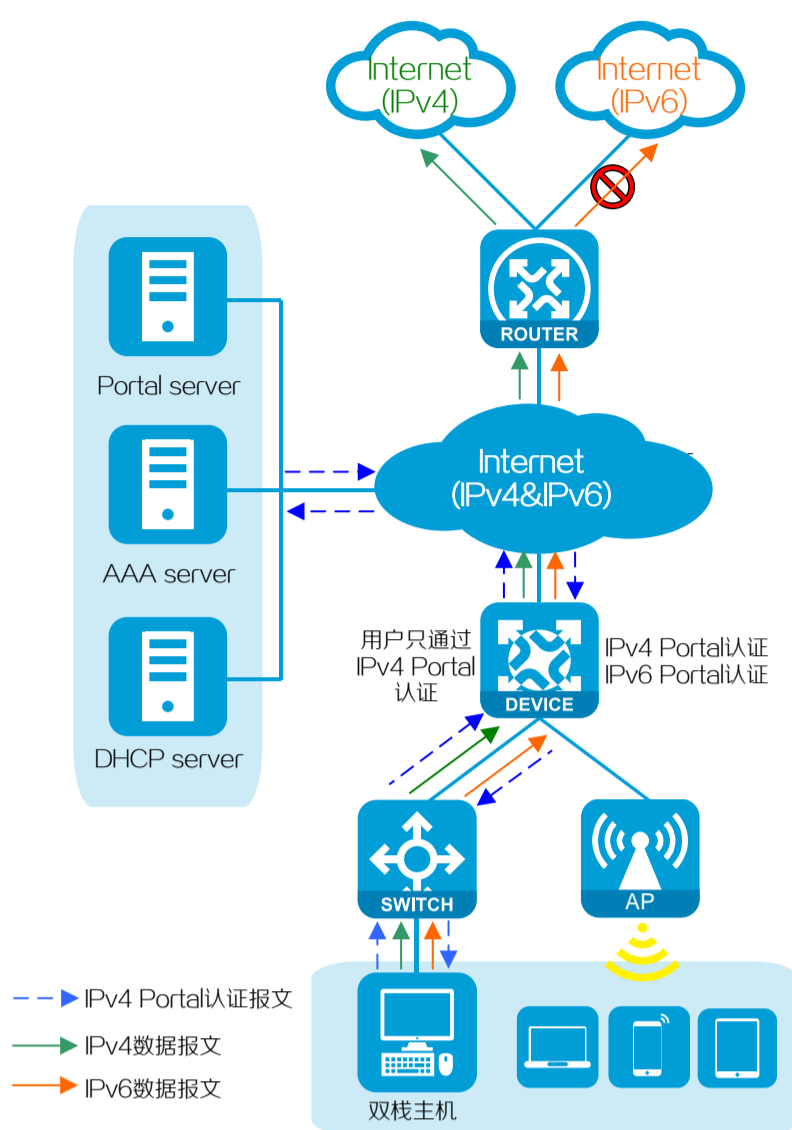 Internet
(IPv4)
Internet
(IPv6)
ROUTER
Portal server
AAA server
DHCP server
Internet
(IPv4&IPv6)
用户只通过
IPv4 Portal
认证
DEVICE
IPv4 Portal认证
IPv6 Portal认证
SWITCH
AP
IPv4 Portal认证报文
IPv4数据报文
IPv6数据报文
双栈主机